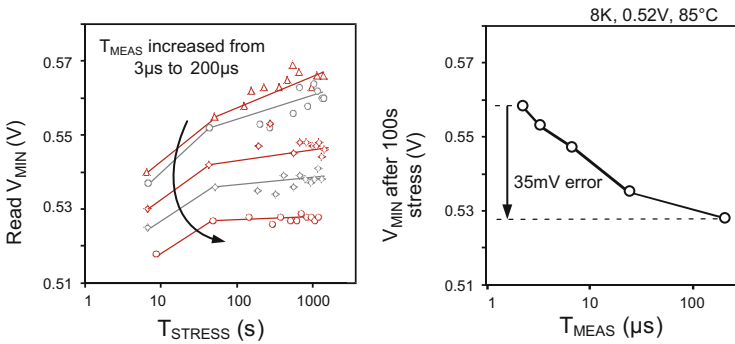 8K, 0.52V, 85°C
T_MEAS increased from
3µs to 200µs
0.57
0.55
0.53
0.51
Read V_MIN (V)
1
10
100
1000
T_STRESS (s)
0.57
0.55
0.53
0.51
V_MIN after 100s
stress (V)
35mV error
1
10
100
T_MEAS (µs)